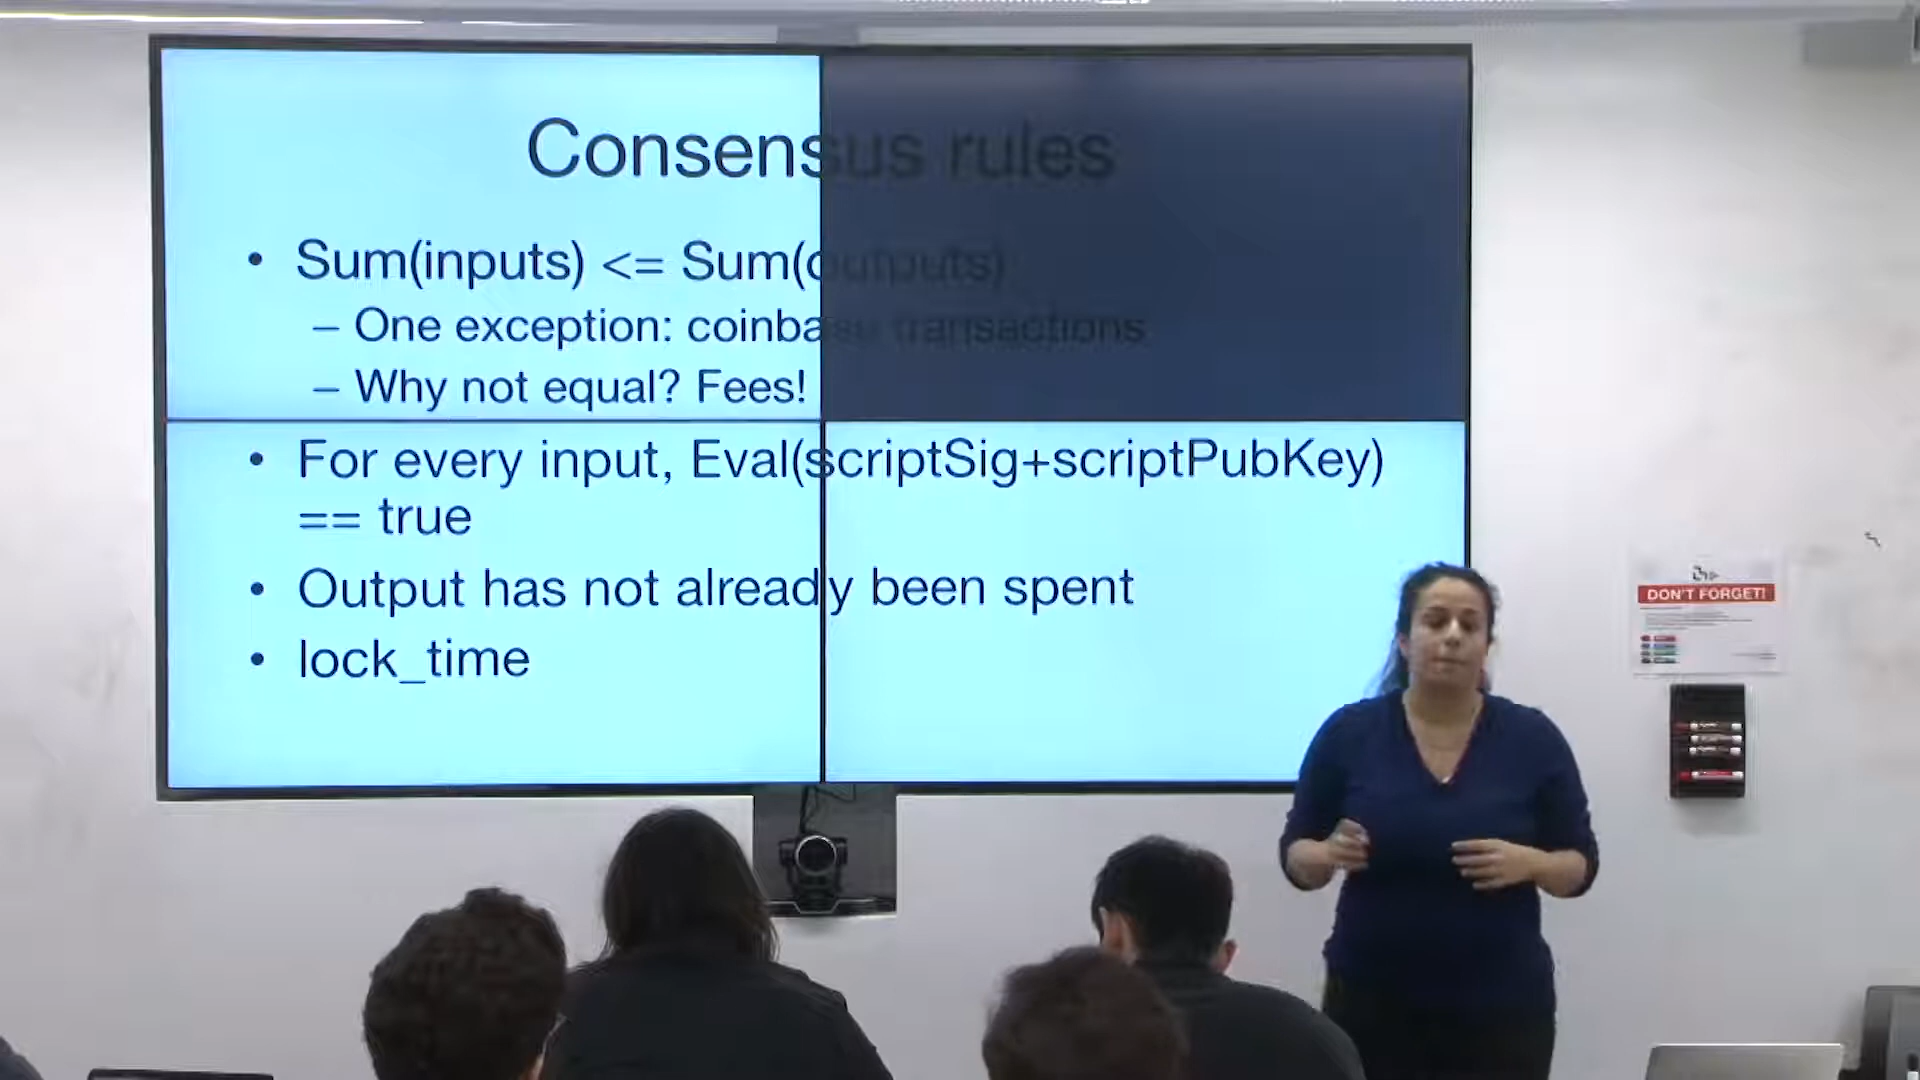 Consensus rules
• Sum(inputs) <= Sum(outputs)
– One exception: coinbase transactions
– Why not equal? Fees!
• For every input, Eval(scriptSig+scriptPubKey)
== true
• Output has not already been spent
• lock_time
DON'T FORGET!